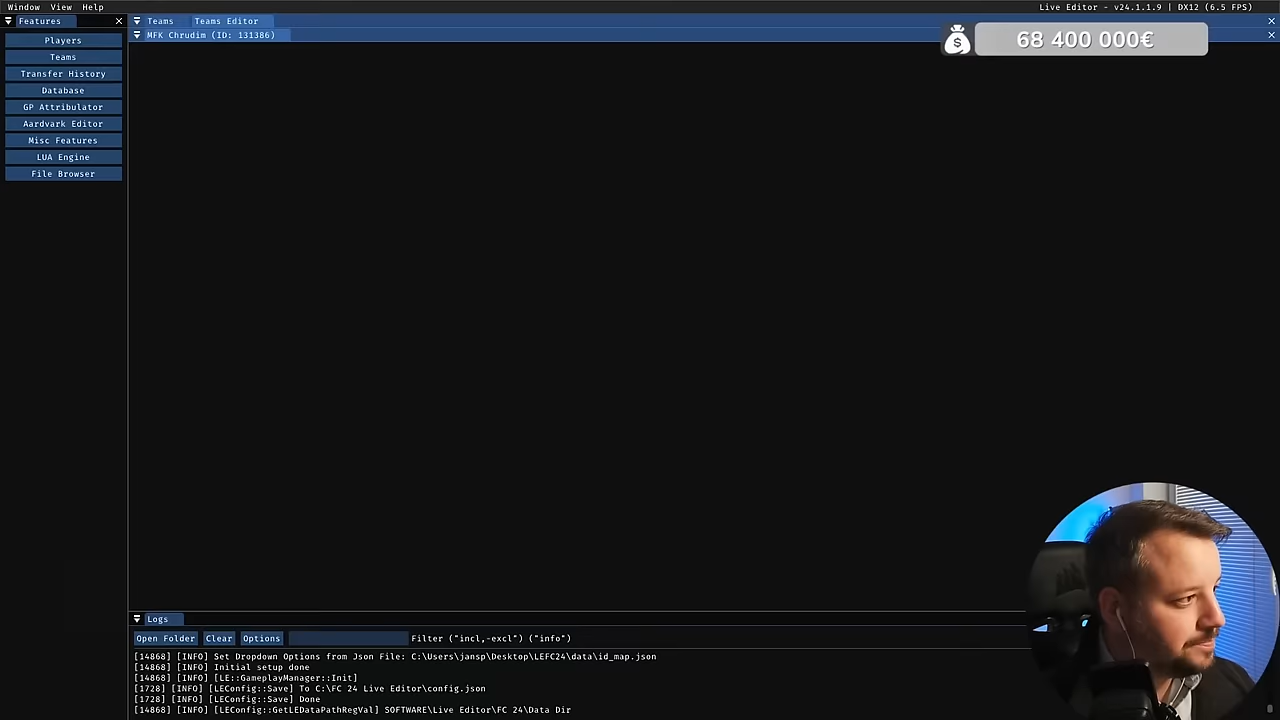 Window View Help
Live Editor - v24.1.1.9 | DX12 (6.5 FPS)
Features
Teams Teams Editor
MFK Chrudim (ID: 131386)
68 400 000€
Players
Teams
Transfer History
Database
GP Attribulator
Aardvark Editor
Misc Features
LUA Engine
File Browser
Logs
Open Folder Clear Options Filter ("incl,-excl") ("info")
[14868] [INFO] Set Dropdown Options from Json File: C:\Users\jansp\Desktop\LEFC24\data\id_map.json
[14868] [INFO] Initial setup done
[14868] [INFO] [LE::GameplayManager::Init]
[1728] [INFO] [LEConfig::Save] To C:\FC 24 Live Editor\config.json
[1728] [INFO] [LEConfig::Save] Done
[14868] [INFO] [LEConfig::GetLEDataPathRegVal] SOFTWARE\Live Editor\FC 24\Data Dir